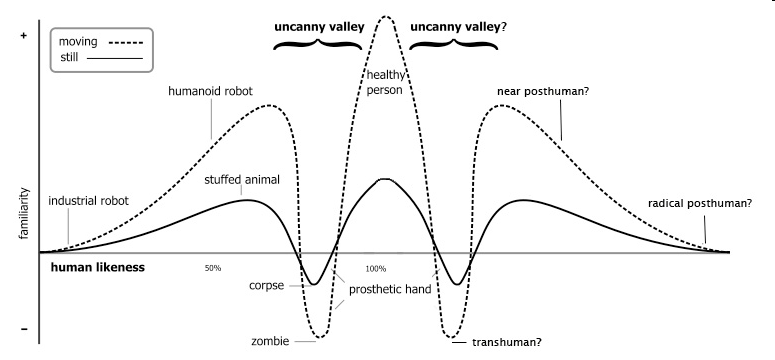 +
uncanny valley
uncanny valley?
moving
still
healthy
person
humanoid robot
near posthuman?
stuffed animal
industrial robot
radical posthuman?
familiarity
human likeness
50%
100%
corpse
prosthetic hand
–
zombie
transhuman?